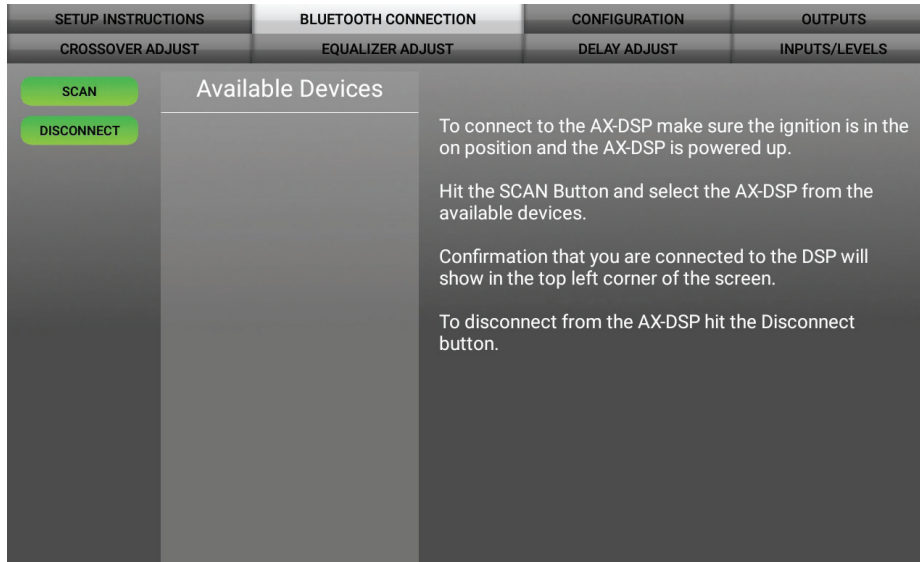 SETUP INSTRUCTIONS
BLUETOOTH CONNECTION
CONFIGURATION
OUTPUTS
CROSSOVER ADJUST
EQUALIZER ADJUST
DELAY ADJUST
INPUTS/LEVELS
SCAN
DISCONNECT
Available Devices
To connect to the AX-DSP make sure the ignition is in the
on position and the AX-DSP is powered up.
Hit the SCAN Button and select the AX-DSP from the
available devices.
Confirmation that you are connected to the DSP will
show in the top left corner of the screen.
To disconnect from the AX-DSP hit the Disconnect
button.